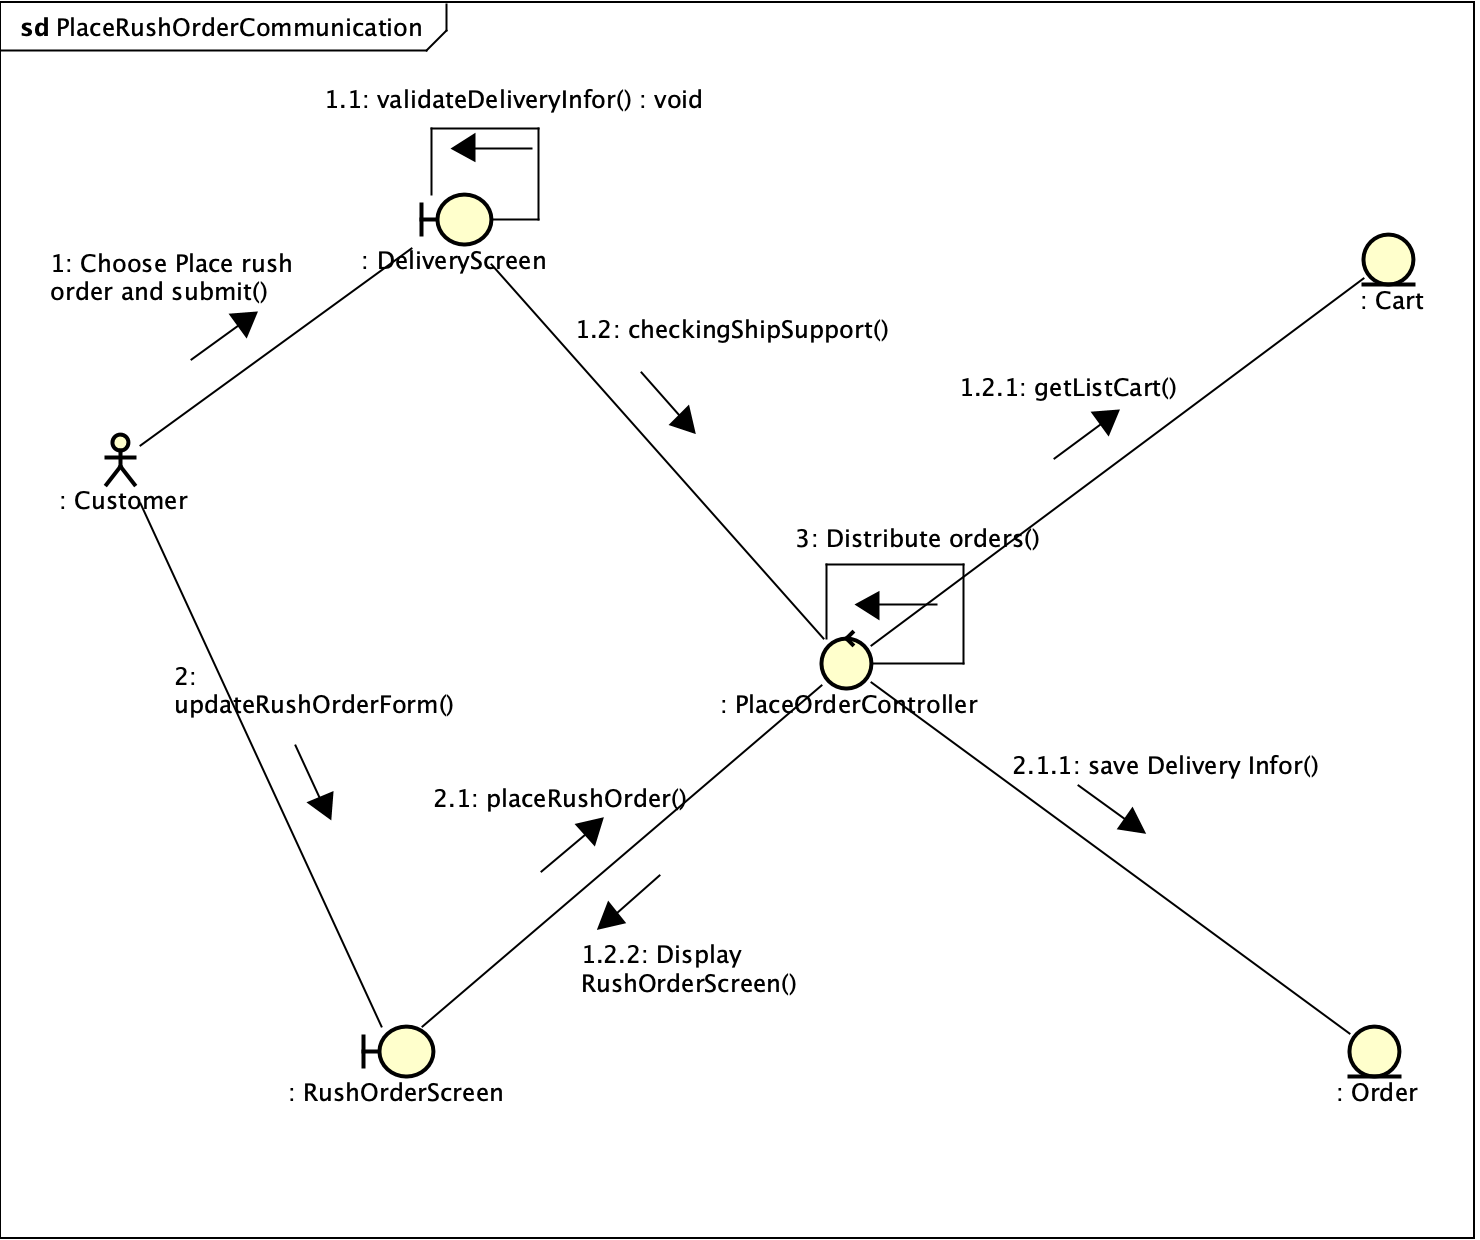 sd PlaceRushOrderCommunication
1.1: validateDeliveryInfor() : void
: DeliveryScreen
1: Choose Place rush
order and submit()
: Cart
1.2: checkingShipSupport()
1.2.1: getListCart()
: Customer
3: Distribute orders()
2:
updateRushOrderForm()
: PlaceOrderController
2.1.1: save Delivery Infor()
2.1: placeRushOrder()
1.2.2: Display
RushOrderScreen()
: RushOrderScreen
: Order